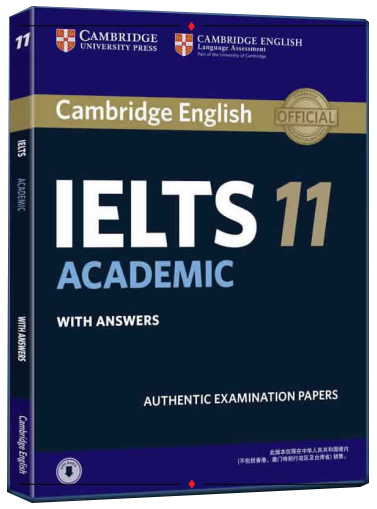 11
IELTS
ACADEMIC
WITH ANSWERS
Cambridge English
CAMBRIDGE
UNIVERSITY PRESS
CAMBRIDGE ENGLISH
Language Assessment
Part of the University of Cambridge
Cambridge English
OFFICIAL
IELTS 11
ACADEMIC
WITH ANSWERS
AUTHENTIC EXAMINATION PAPERS
此版本仅限在中华人民共和国境内
(不包括香港、澳门特别行政区及台湾省) 销售。